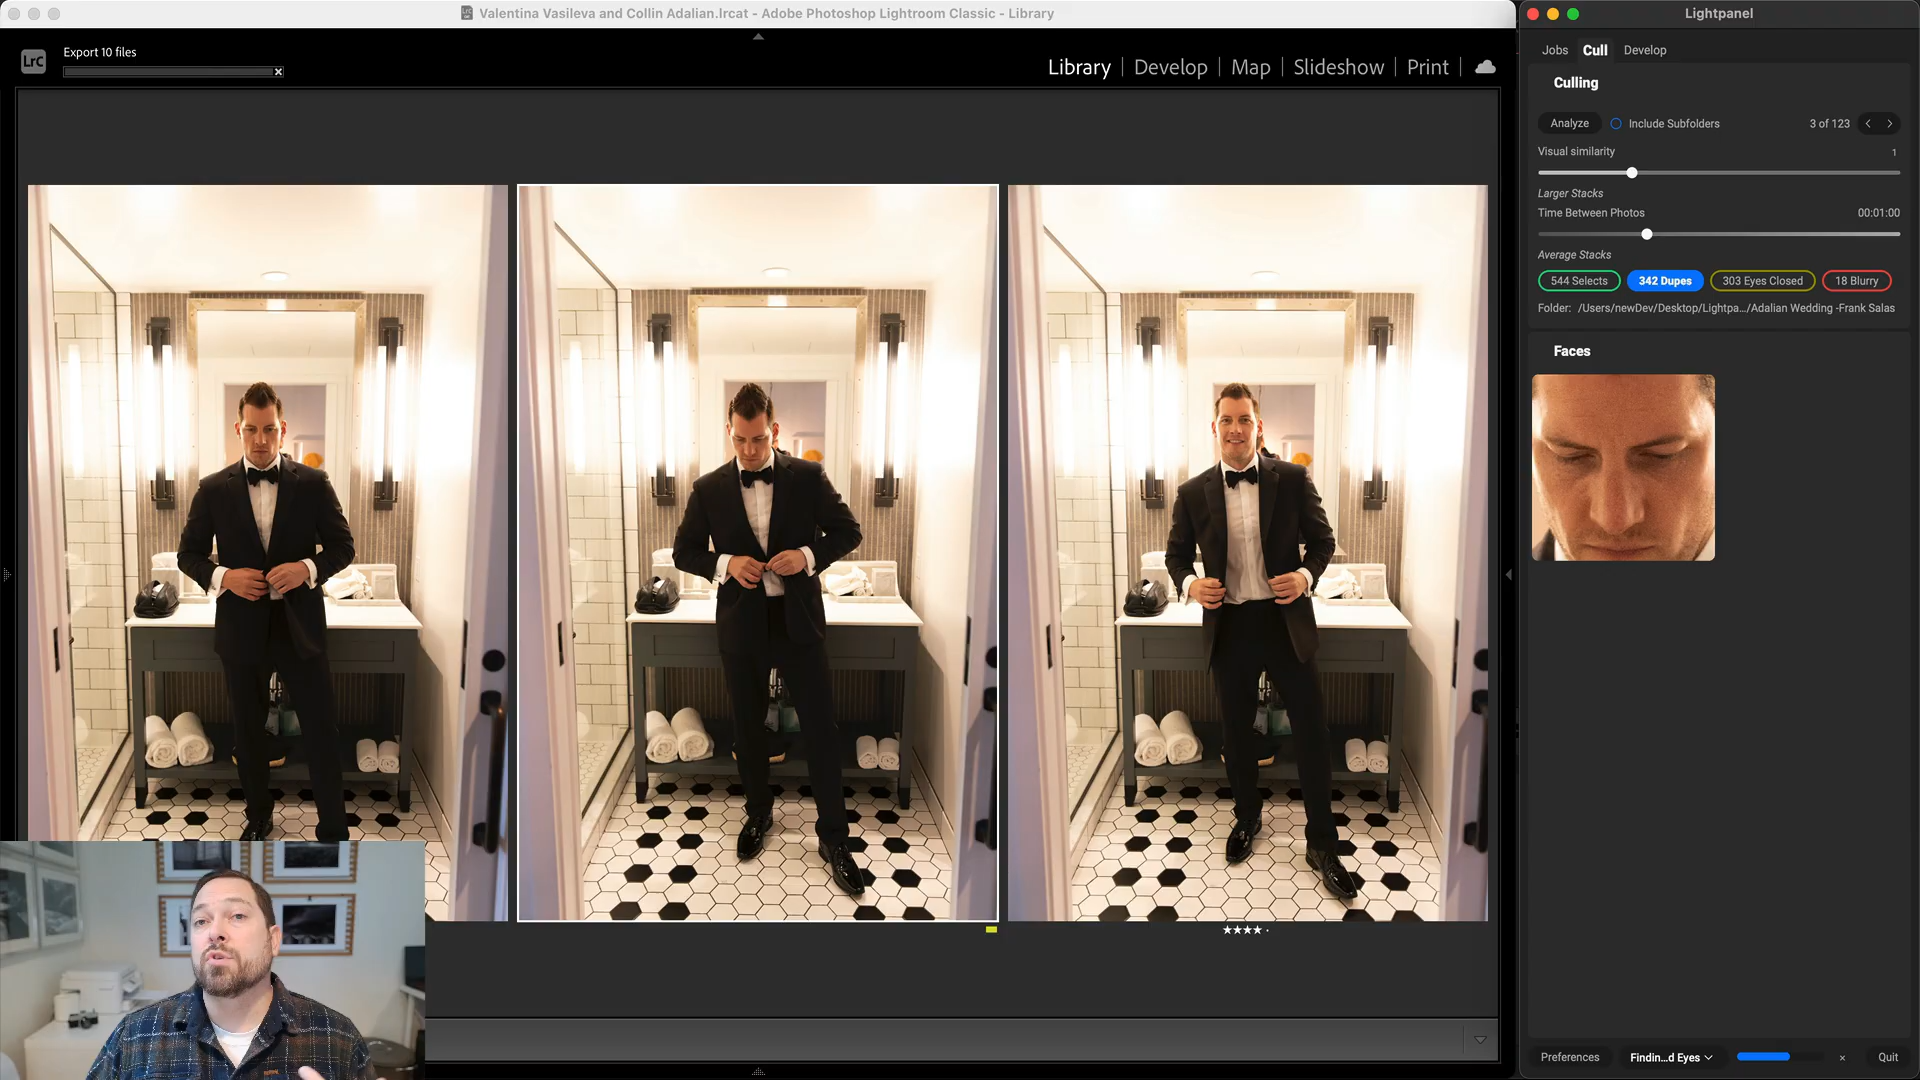 Valentina Vasileva and Collin Adalian.lrcat - Adobe Photoshop Lightroom Classic - Library
Lightpanel
LrC
Export 10 files
Library | Develop | Map | Slideshow | Print |
Jobs Cull Develop
Culling
Analyze Include Subfolders 3 of 123
Visual similarity 1
Larger Stacks
Time Between Photos 00:01:00
Average Stacks
544 Selects 342 Dupes 303 Eyes Closed 18 Blurry
Folder: /Users/newDev/Desktop/Lightpa.../Adalian Wedding -Frank Salas
Faces
Preferences Findin...d Eyes Quit